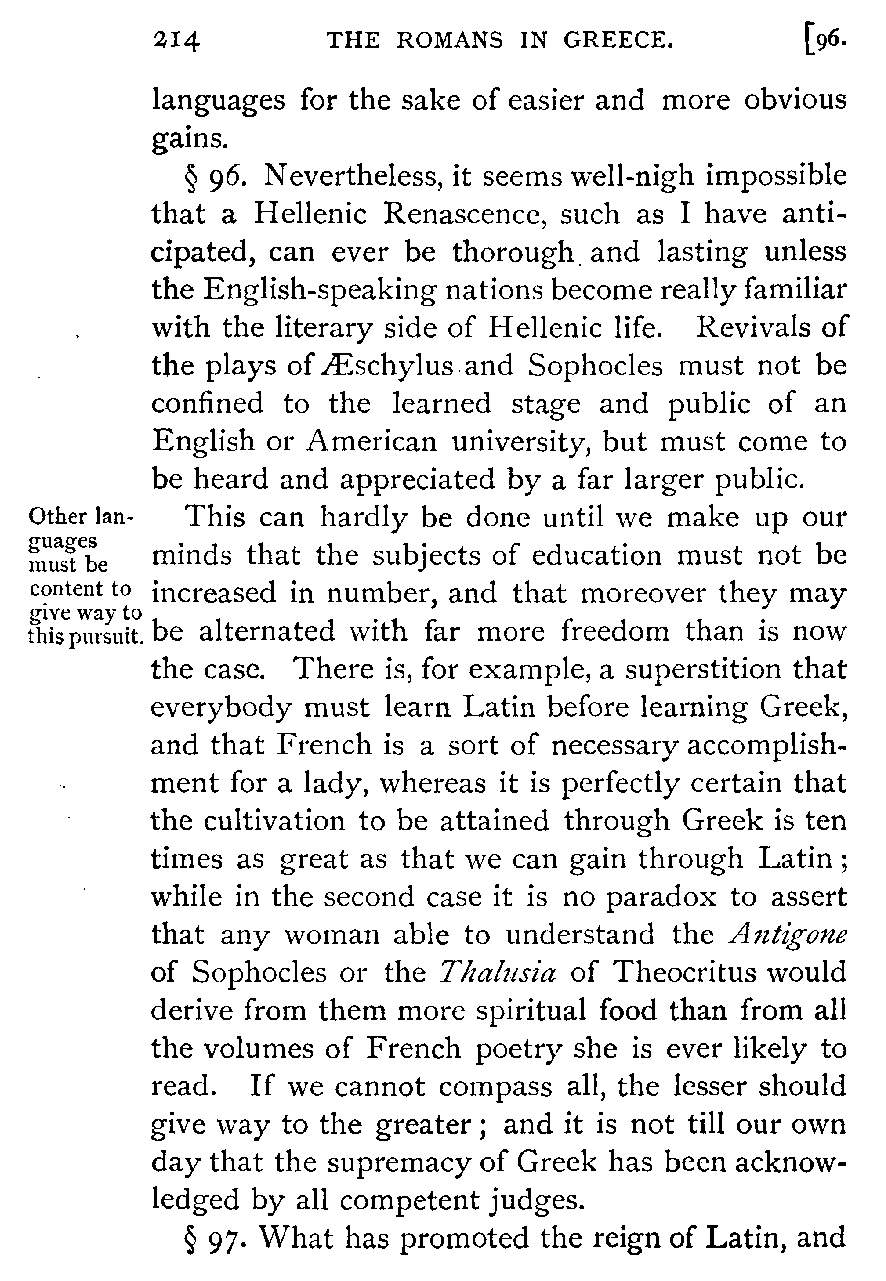 214 THE ROMANS IN GREECE. [96.
languages for the sake of easier and more obvious
gains.
§ 96. Nevertheless, it seems well-nigh impossible
that a Hellenic Renascence, such as I have anti-
cipated, can ever be thorough and lasting unless
the English-speaking nations become really familiar
with the literary side of Hellenic life. Revivals of
the plays of Æschylus and Sophocles must not be
confined to the learned stage and public of an
English or American university, but must come to
be heard and appreciated by a far larger public.
Other lan-
guages
must be
content to
give way to
this pursuit.
This can hardly be done until we make up our
minds that the subjects of education must not be
increased in number, and that moreover they may
be alternated with far more freedom than is now
the case. There is, for example, a superstition that
everybody must learn Latin before learning Greek,
and that French is a sort of necessary accomplish-
ment for a lady, whereas it is perfectly certain that
the cultivation to be attained through Greek is ten
times as great as that we can gain through Latin ;
while in the second case it is no paradox to assert
that any woman able to understand the Antigone
of Sophocles or the Thalusia of Theocritus would
derive from them more spiritual food than from all
the volumes of French poetry she is ever likely to
read. If we cannot compass all, the lesser should
give way to the greater ; and it is not till our own
day that the supremacy of Greek has been acknow-
ledged by all competent judges.
§ 97. What has promoted the reign of Latin, and